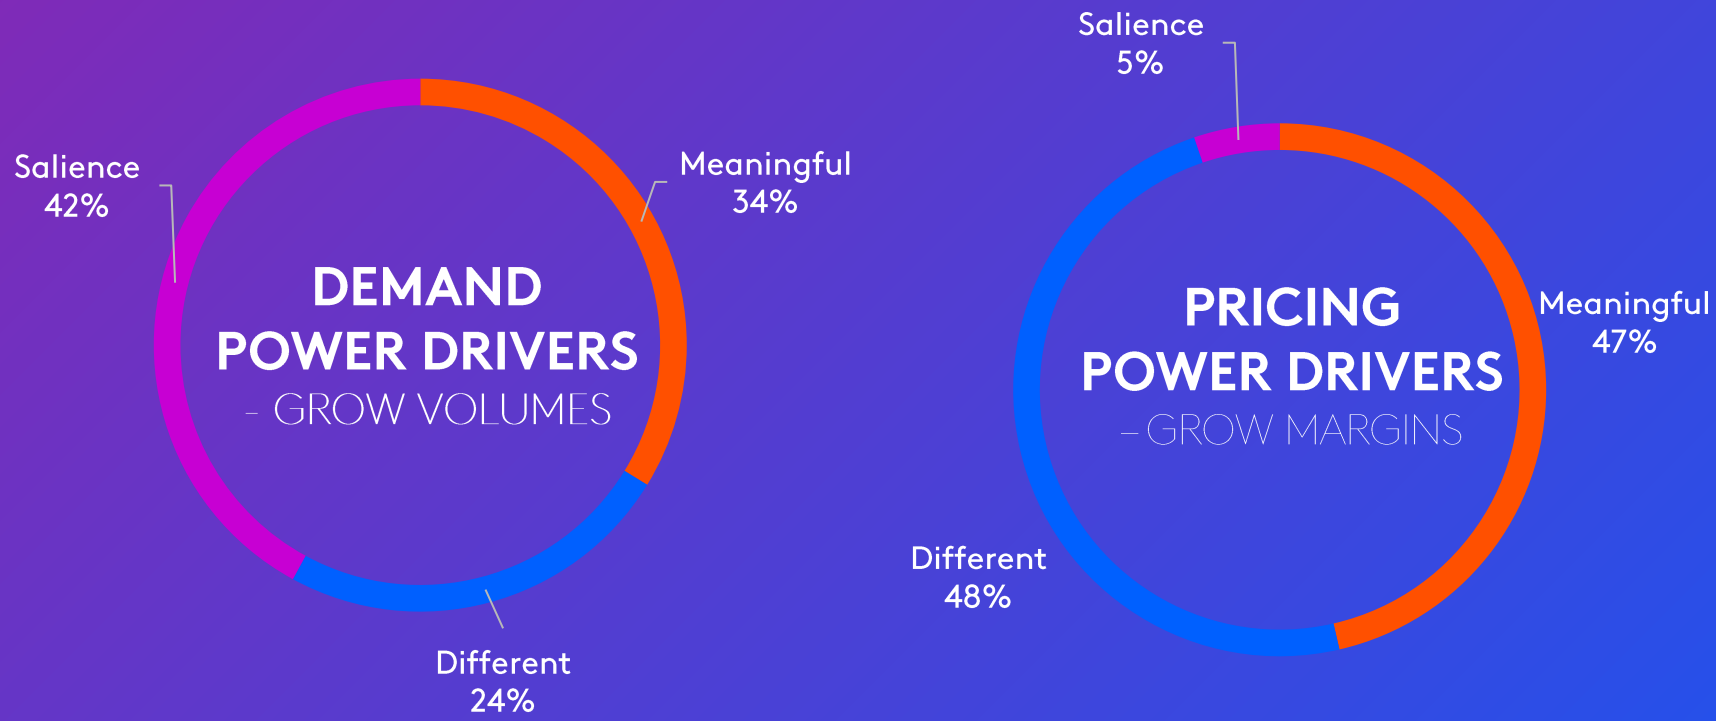 Salience
42%
Meaningful
34%
DEMAND
POWER DRIVERS
– GROW VOLUMES
Different
24%
Salience
5%
Meaningful
47%
PRICING
POWER DRIVERS
– GROW MARGINS
Different
48%